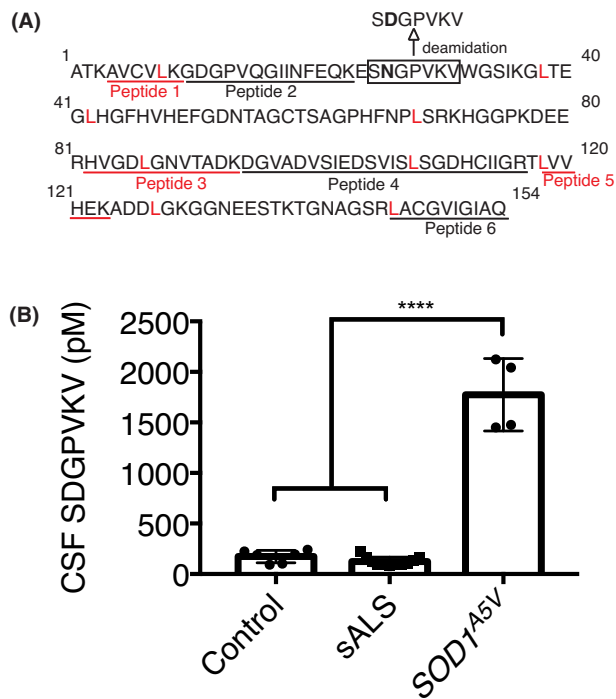 (A)
SDGPVKV
deamidation
1 ATKAVCVLKGDGPVQGIINFEQKESNGPVKVWGSIKGLTE 40
Peptide 1 Peptide 2
41 GLHGFHVHEFGDNTAGCTSAGPHFNPLSRKHGGPKDEE 80
81 RHVGDLGNVTADKDGVADVSIEDSVISLSGDHCIIGRTLVV 120
Peptide 3 Peptide 4 Peptide 5
121 HEKADDLGKGGNEESTKTGNAGSRLACGVIGIAQ 154
Peptide 6
(B)
CSF SDGPVKV (pM)
2500
2000
1500
1000
500
0
****
Control
sALS
SOD1A5V